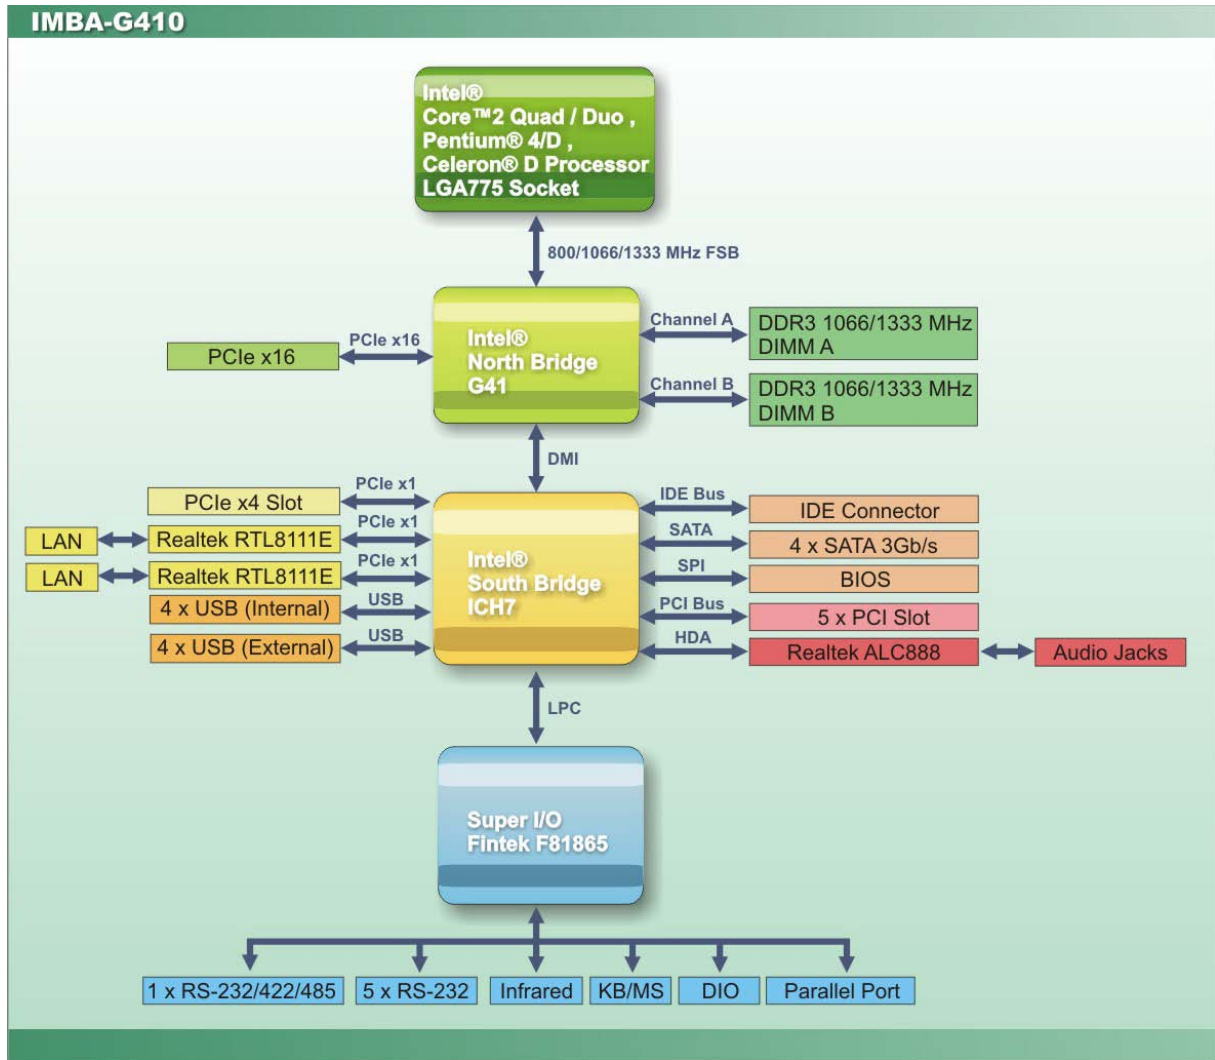 IMBA-G410
Intel®
Core™2 Quad / Duo ,
Pentium® 4/D ,
Celeron® D Processor
LGA775 Socket
800/1066/1333 MHz FSB
PCIe x16
PCIe x16
Intel®
North Bridge
G41
Channel A
DDR3 1066/1333 MHz
DIMM A
Channel B
DDR3 1066/1333 MHz
DIMM B
DMI
PCIe x4 Slot
PCIe x1
LAN
Realtek RTL8111E
PCIe x1
LAN
Realtek RTL8111E
PCIe x1
4 x USB (Internal)
USB
4 x USB (External)
USB
Intel®
South Bridge
ICH7
IDE Bus
IDE Connector
SATA
4 x SATA 3Gb/s
SPI
BIOS
PCI Bus
5 x PCI Slot
HDA
Realtek ALC888
Audio Jacks
LPC
Super I/O
Fintek F81865
1 x RS-232/422/485
5 x RS-232
Infrared
KB/MS
DIO
Parallel Port